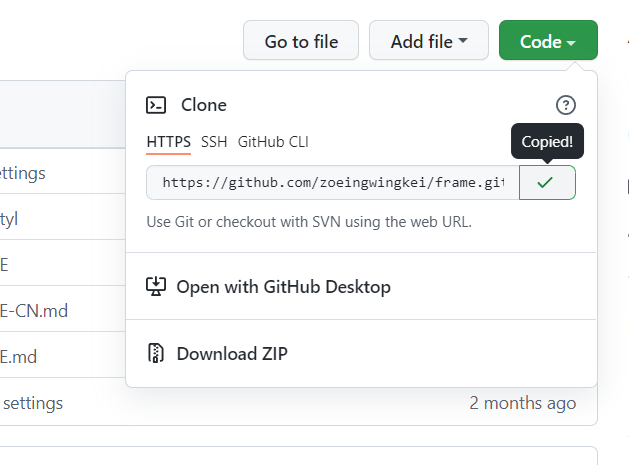 Go to file Add file Code
Clone
Copied!
HTTPS SSH GitHub CLI
https://github.com/zoeingwingkei/frame.git
Use Git or checkout with SVN using the web URL.
Open with GitHub Desktop
Download ZIP
ettings
tyl
E
E-CN.md
E.md
settings 2 months ago